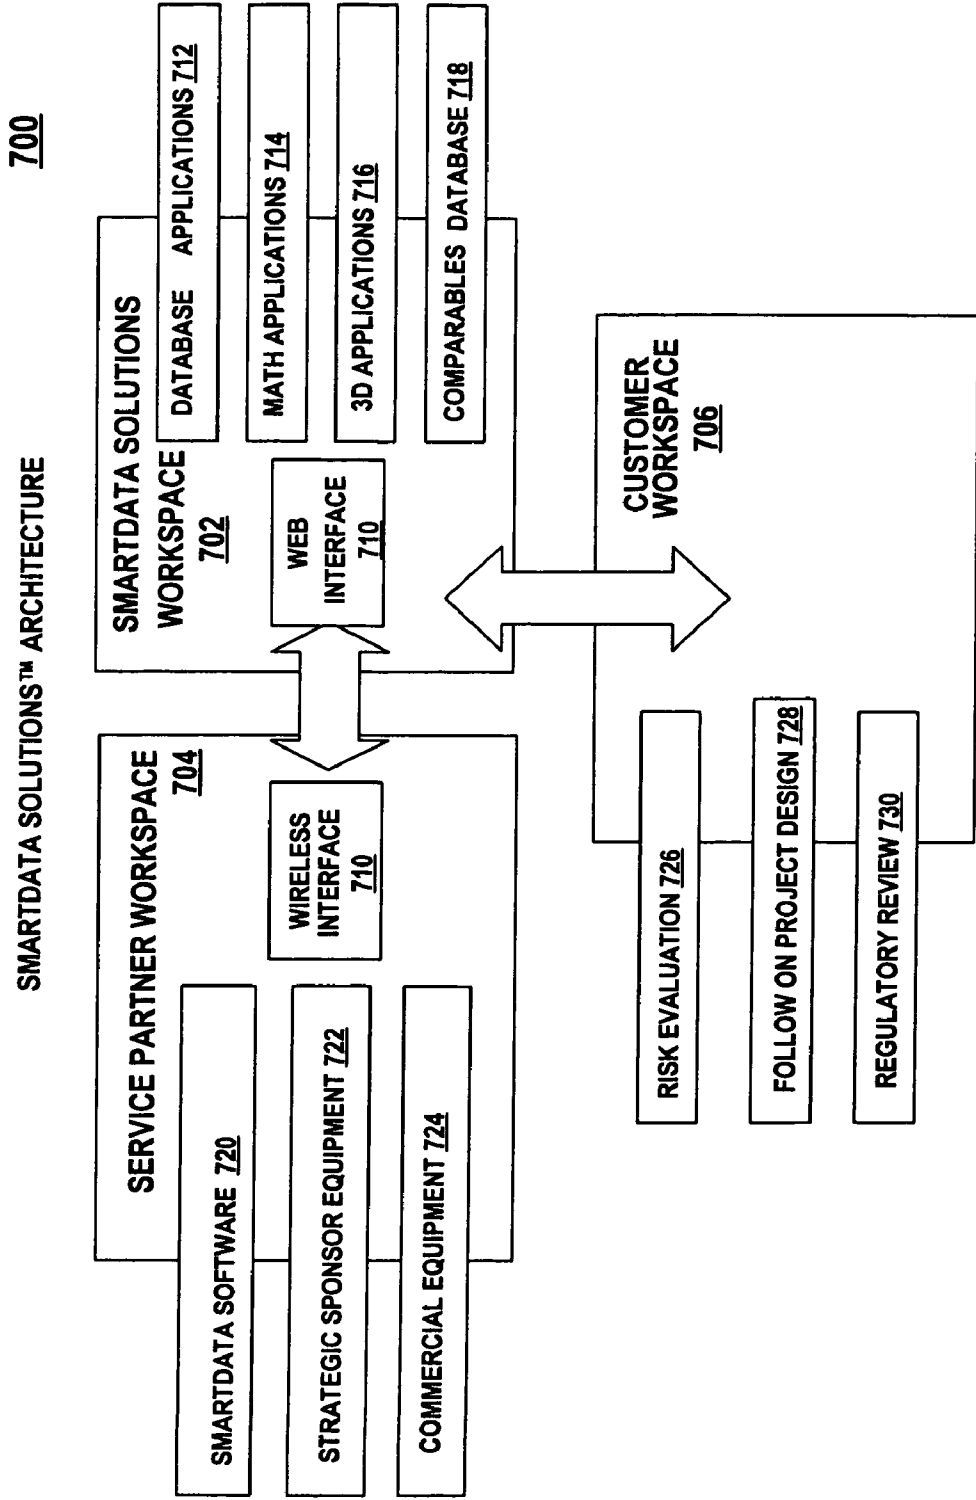 SMARTDATA SOLUTIONS™ ARCHITECTURE
700
SERVICE PARTNER WORKSPACE
704
SMARTDATA SOFTWARE 720
STRATEGIC SPONSOR EQUIPMENT 722
COMMERCIAL EQUIPMENT 724
WIRELESS
INTERFACE
710
SMARTDATA SOLUTIONS
WORKSPACE
702
WEB
INTERFACE
710
DATABASE APPLICATIONS 712
MATH APPLICATIONS 714
3D APPLICATIONS 716
COMPARABLES DATABASE 718
CUSTOMER
WORKSPACE
706
RISK EVALUATION 726
FOLLOW ON PROJECT DESIGN 728
REGULATORY REVIEW 730